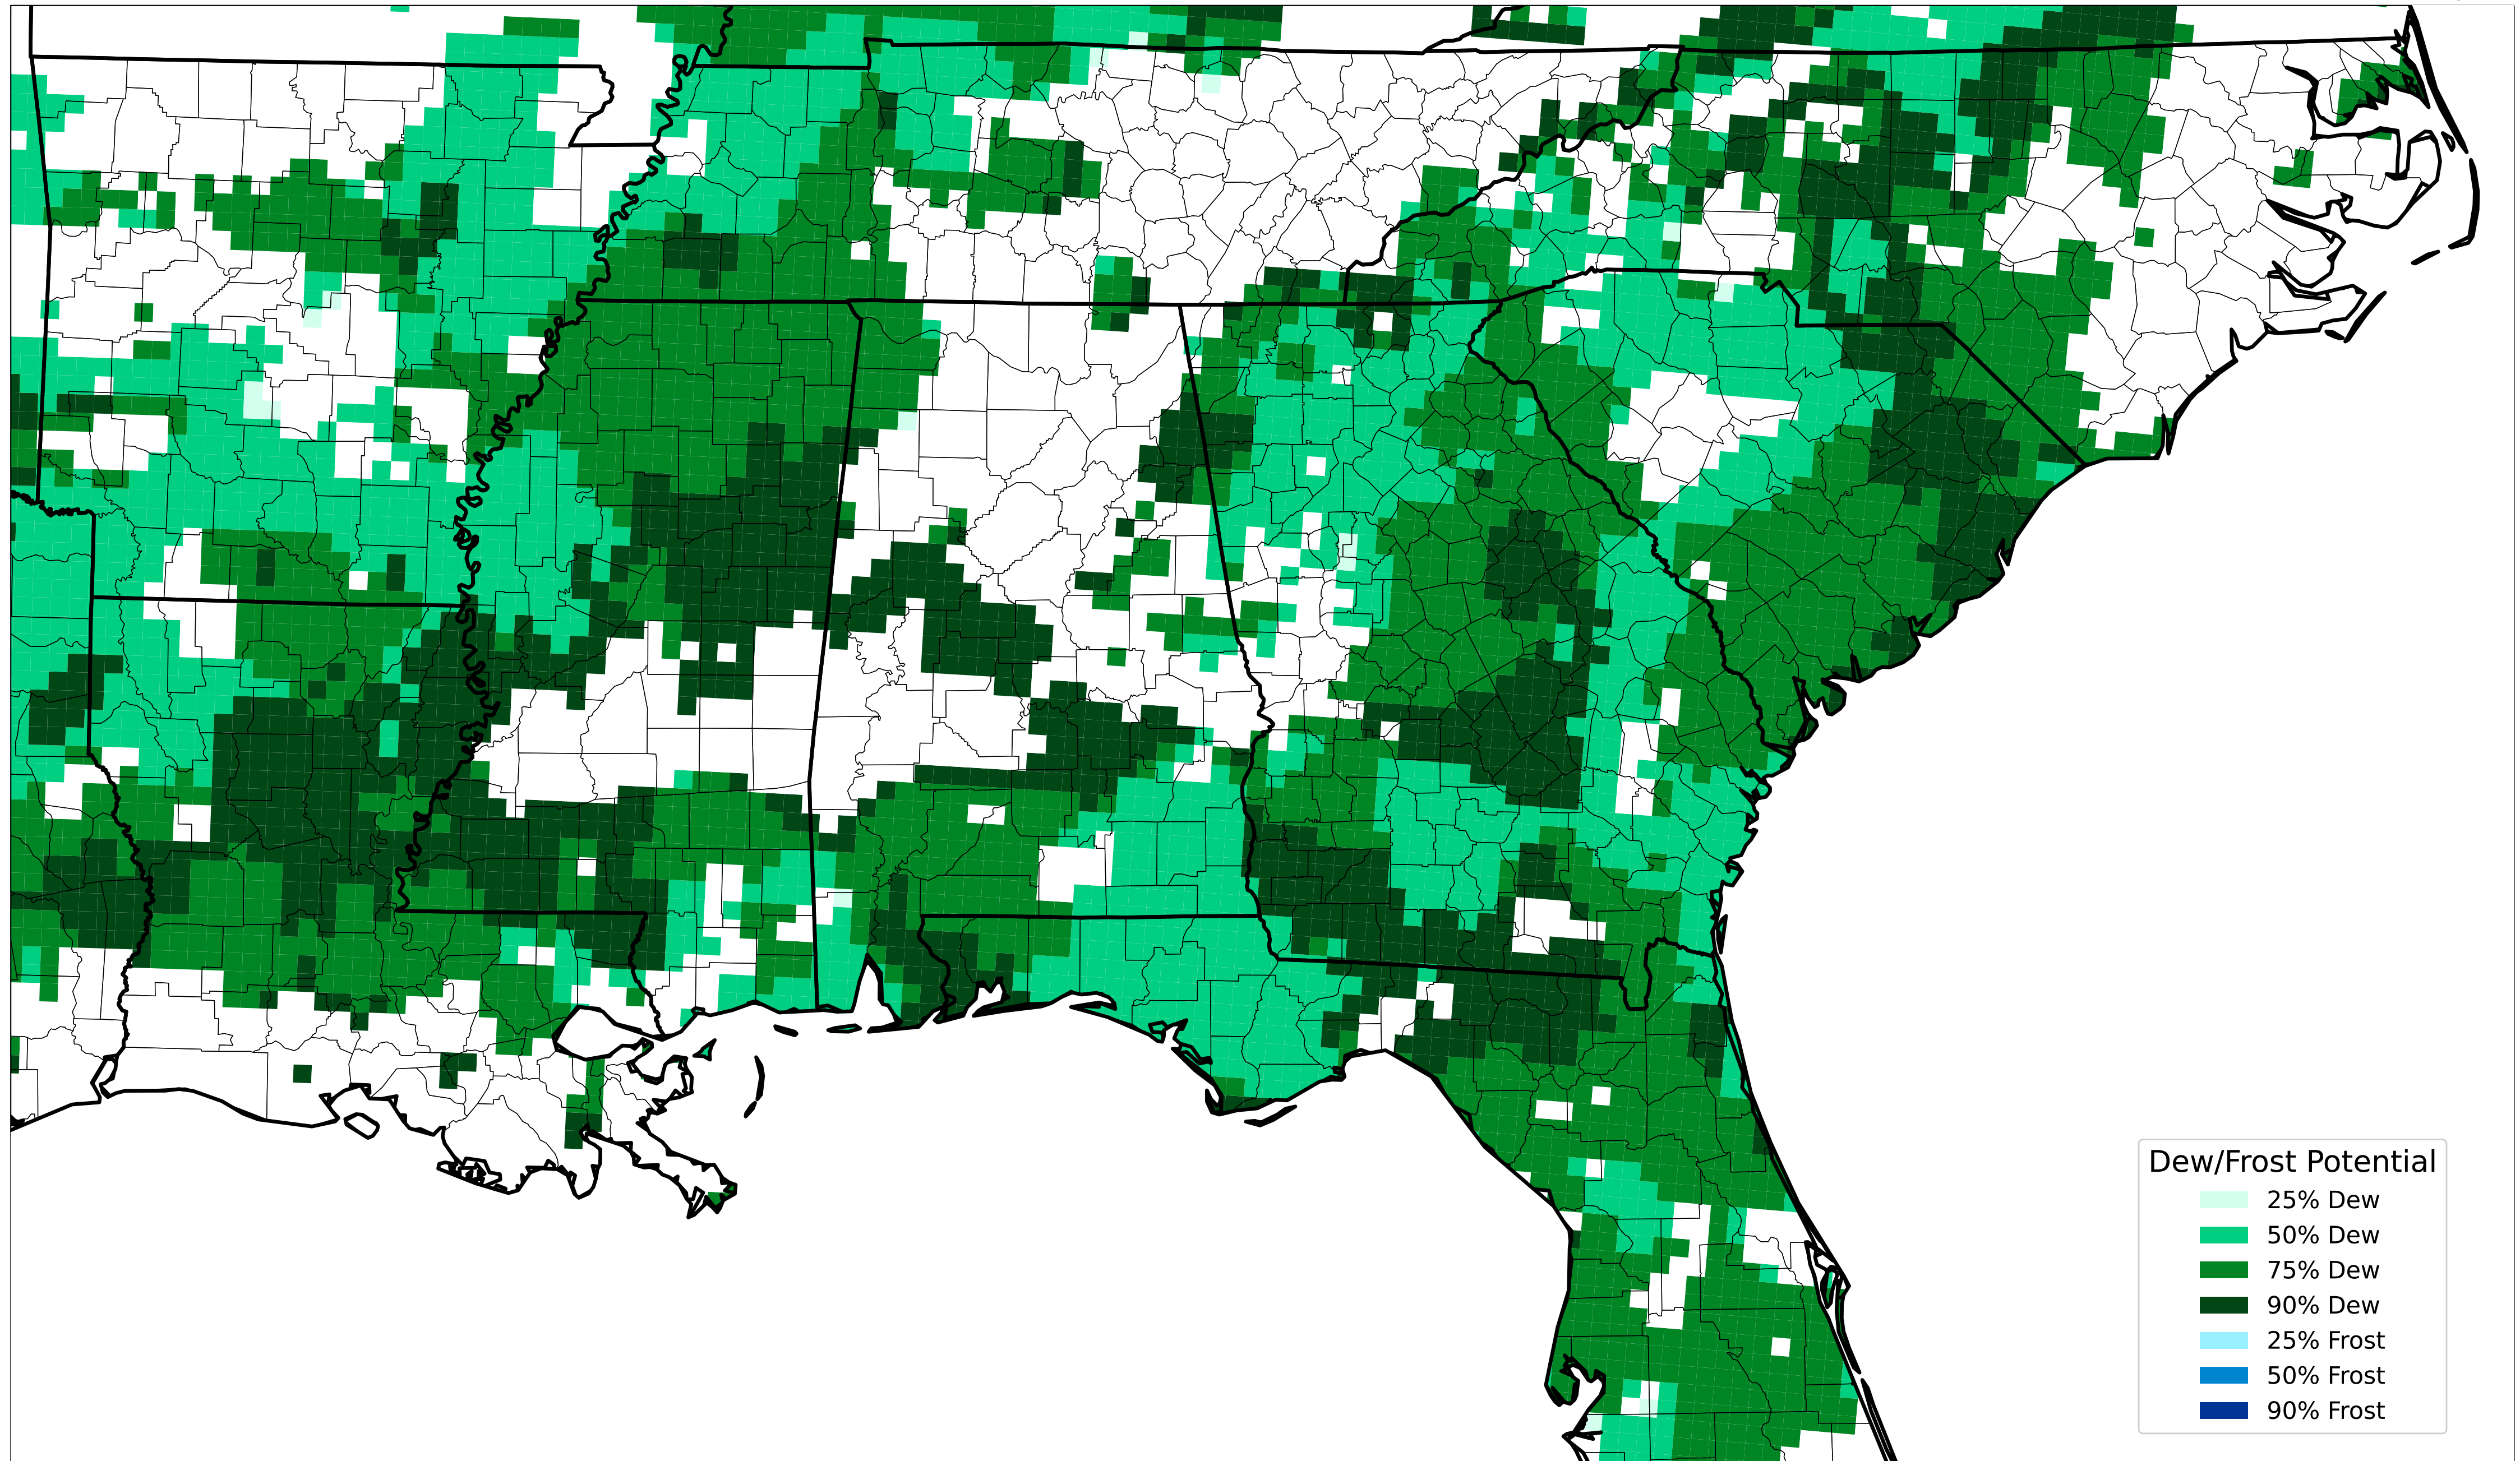 Dew/Frost Potential
25% Dew
50% Dew
75% Dew
90% Dew
25% Frost
50% Frost
90% Frost